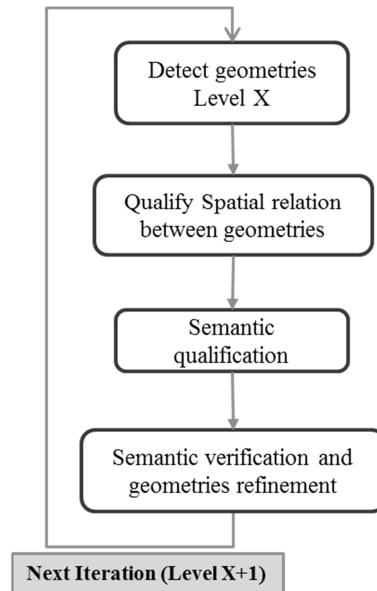 Detect geometries
Level X
Qualify Spatial relation
between geometries
Semantic
qualification
Semantic verification and
geometries refinement
Next Iteration (Level X+1)